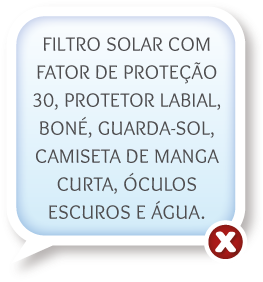 FILTRO SOLAR COM
FATOR DE PROTEÇÃO
30, PROTETOR LABIAL,
BONÉ, GUARDA-SOL,
CAMISETA DE MANGA
CURTA, ÓCULOS
ESCUROS E ÁGUA.
X